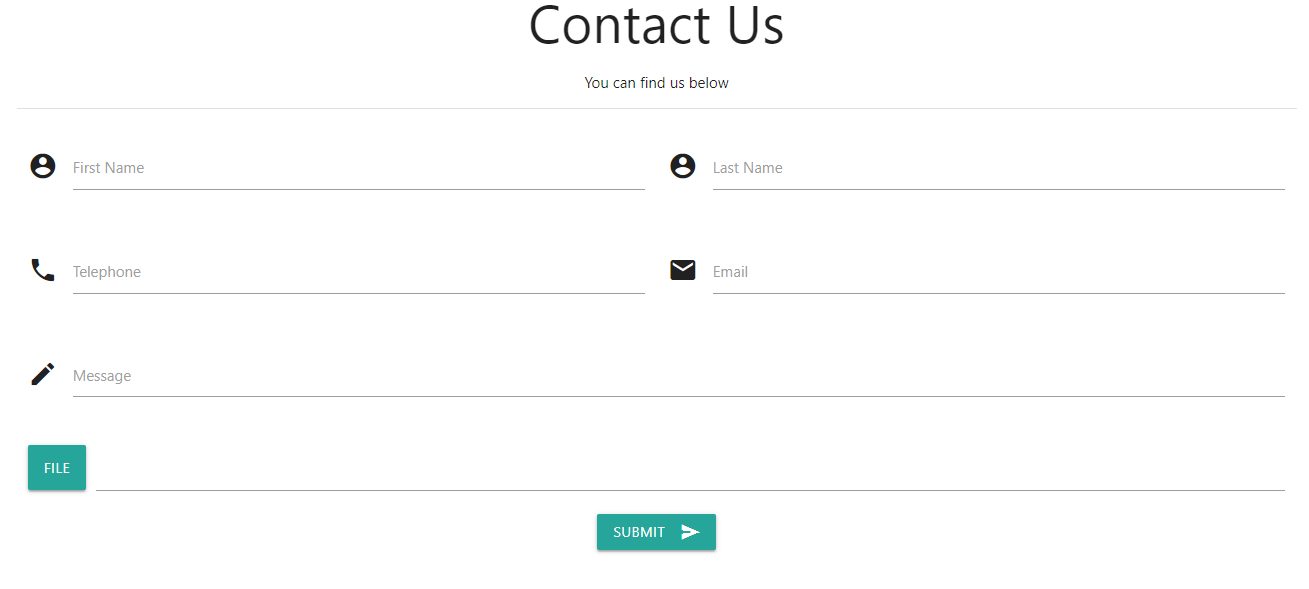 Contact Us
You can find us below
First Name
Last Name
Telephone
Email
Message
FILE
SUBMIT